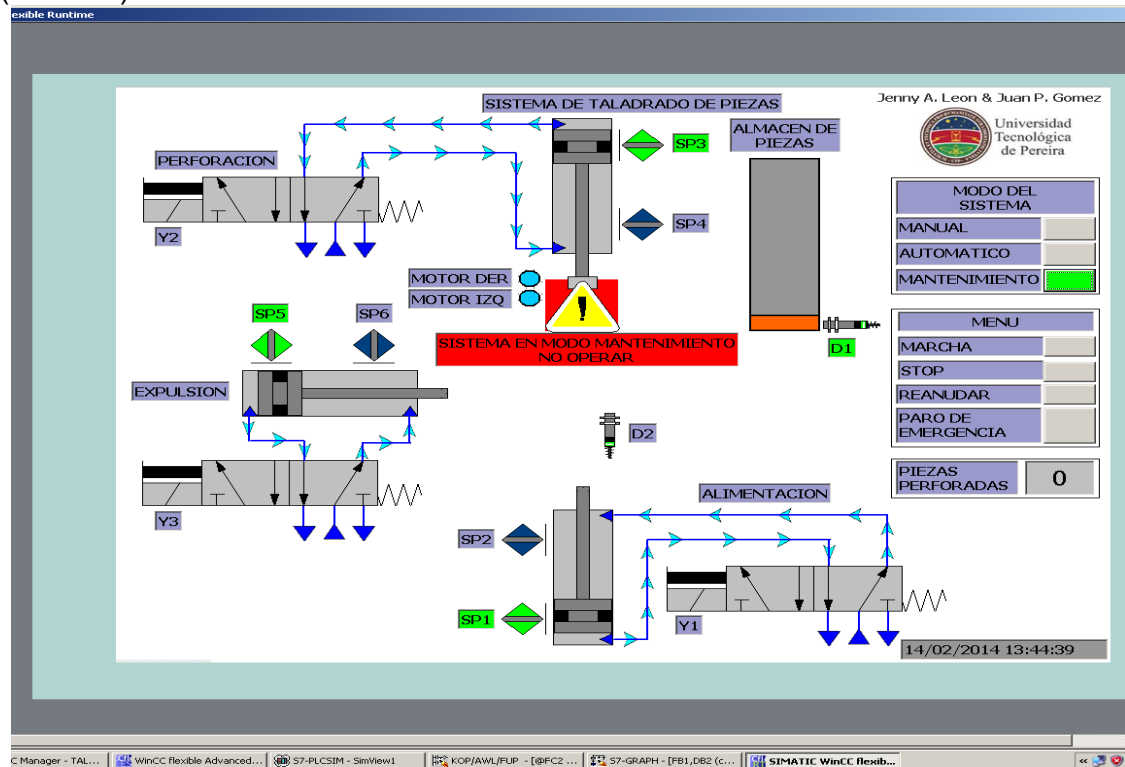 exible Runtime
SISTEMA DE TALADRADO DE PIEZAS
Jenny A. Leon & Juan P. Gomez
Universidad
Tecnológica
de Pereira
ALMACEN DE
PIEZAS
SP3
PERFORACION
SP4
Y2
MOTOR DER
MOTOR IZQ
!
SISTEMA EN MODO MANTENIMIENTO
NO OPERAR
D1
MODO DEL
SISTEMA
MANUAL
AUTOMATICO
MANTENIMIENTO
MENU
MARCHA
STOP
REANUDAR
PARO DE
EMERGENCIA
PIEZAS
PERFORADAS
0
SP5
SP6
EXPULSION
Y3
D2
ALIMENTACION
SP2
SP1
Y1
14/02/2014 13:44:39
C Manager - TAL...
WinCC flexible Advanced...
S7-PLCSIM - SimView1
KOP/AWL/FUP - [@FC2 ...
S7-GRAPH - [FB1,DB2 (c...
SIMATIC WinCC flexib...